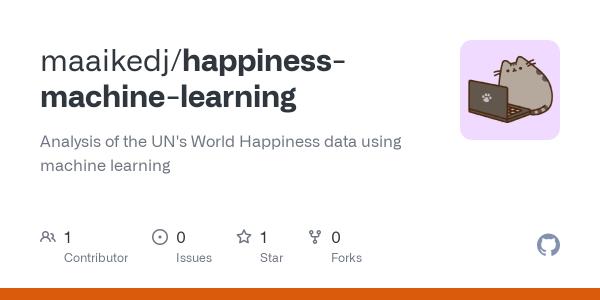 maaikedj/happiness-
machine-learning
Analysis of the UN's World Happiness data using
machine learning
1 0 1 0
Contributor Issues Star Forks